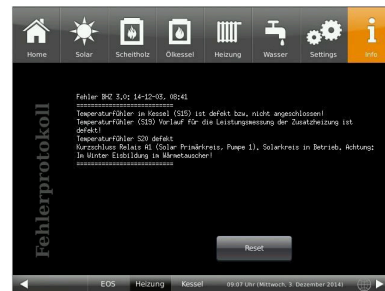 Home Solar Scheitholz Ölkessel Heizung Wasser Settings Info
Fehlerprotokoll
Fehler BHZ 3.0: 14-12-03, 08:41
===========================
Temperaturfühler im Kessel (S15) ist defekt bzw. nicht angeschlossen!
Temperaturfühler (S19) Vorlauf für die Leistungsmessung der Zusatzheizung ist
defekt!
Temperaturfühler S20 defekt
Kurzschluss Relais A1 (Solar Primärkreis, Pumpe 1). Solarkreis in Betrieb. Achtung:
Im Winter Eisbildung im Wärmetauscher!
===========================
Reset
EOS Heizung Kessel 09:07 Uhr (Mittwoch, 3. Dezember 2014)